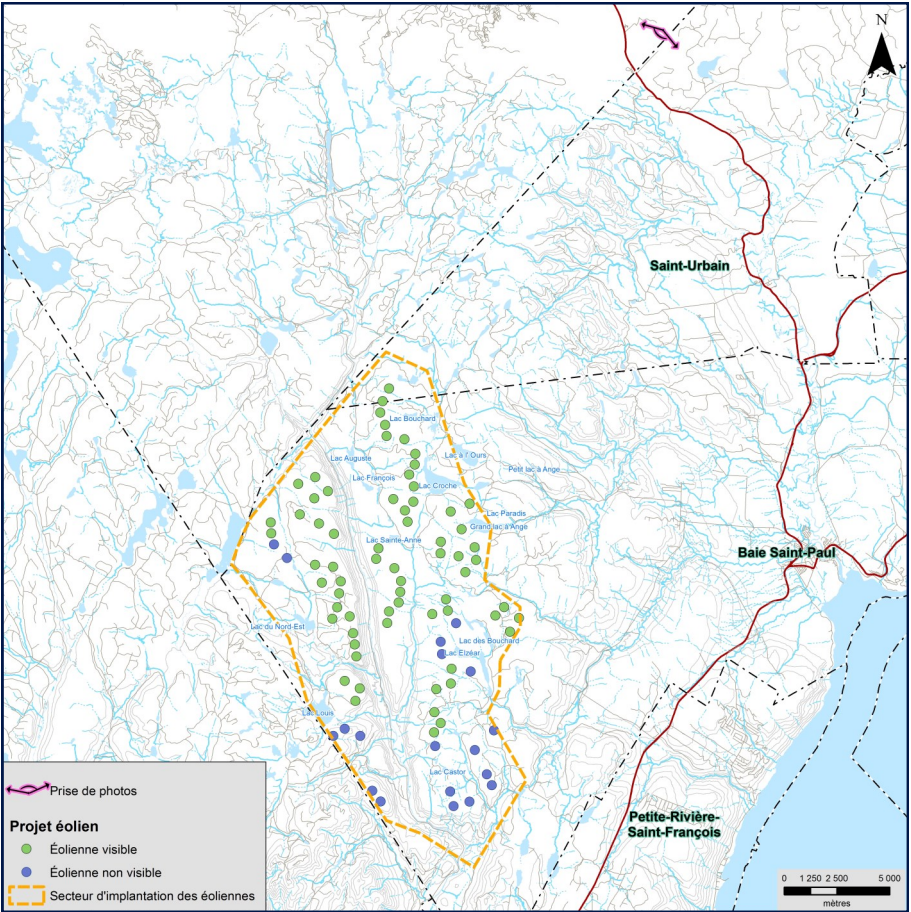 N
Saint-Urbain
Lac Bouchard
Lac Auguste
Lac à l' Ours
Petit lac à Ange
Lac François
Lac Croche
Lac Paradis
Grand lac à Ange
Lac Sainte-Anne
Baie Saint-Paul
Lac du Nord-Est
Lac des Bouchard
Lac Elzéar
Lac Louis
Lac Castor
Petite-Rivière-
Saint-François
Prise de photos
Projet éolien
Éolienne visible
Éolienne non visible
Secteur d'implantation des éoliennes
0 1 250 2 500 5 000
mètres